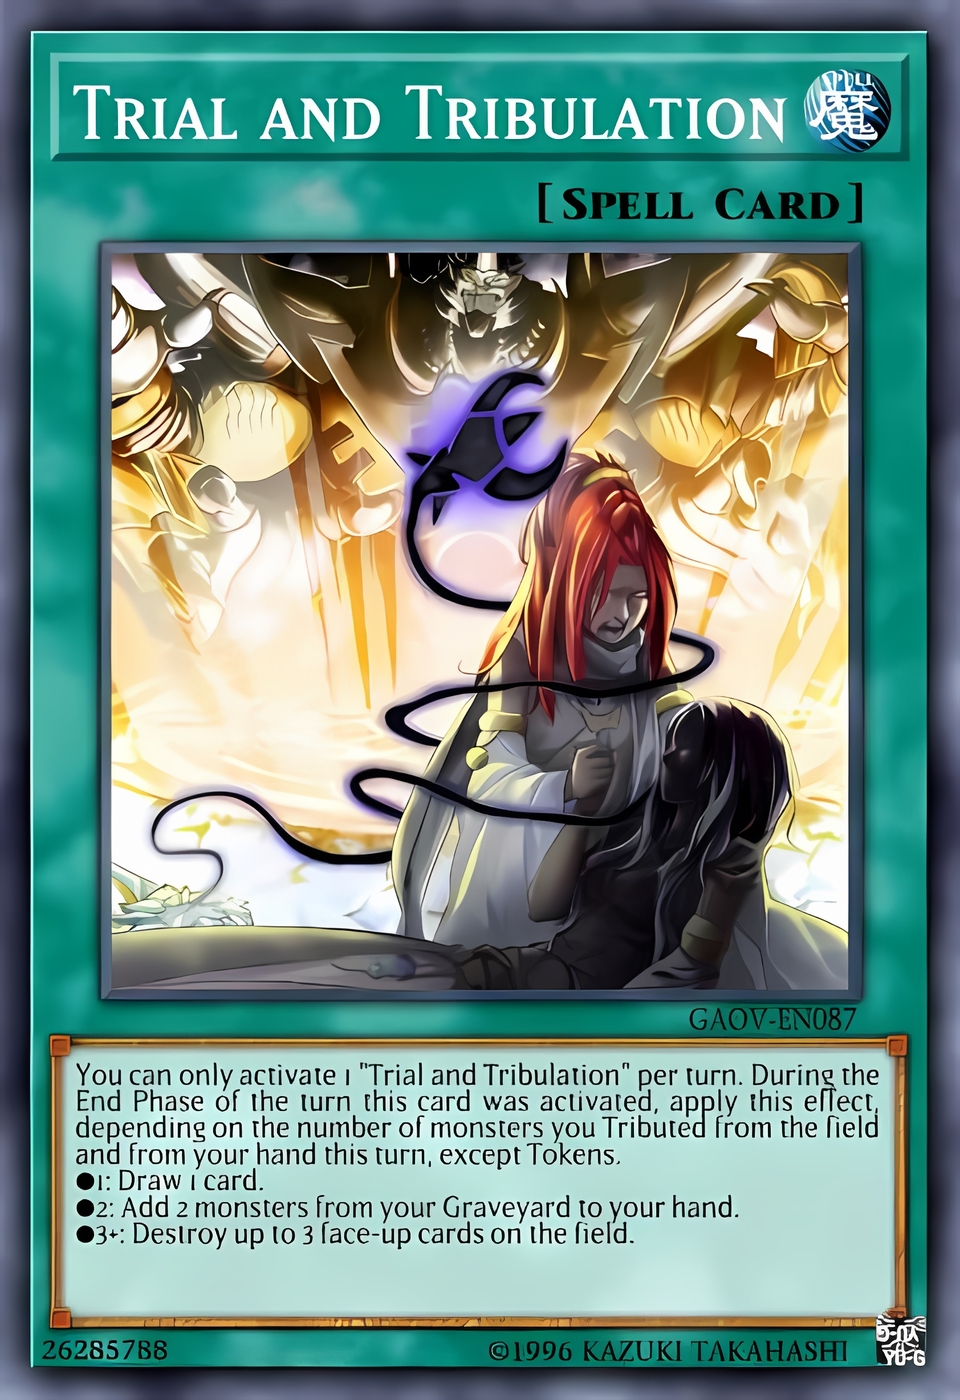 TRIAL AND TRIBULATION 魔
[SPELL CARD]
GAOV-EN087
You can only activate 1 "Trial and Tribulation" per turn. During the
End Phase of the turn this card was activated, apply this effect,
depending on the number of monsters you Tributed from the field
and from your hand this turn, except Tokens.
●1: Draw 1 card.
●2: Add 2 monsters from your Graveyard to your hand.
●3+: Destroy up to 3 face-up cards on the field.
26285788
©1996 KAZUKI TAKAHASHI